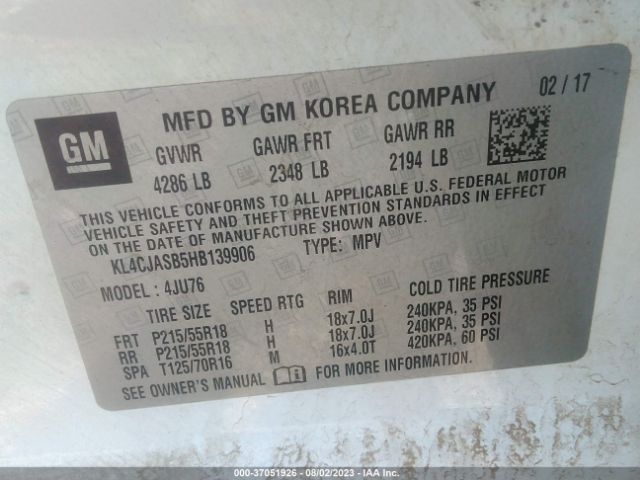 GM
MFD BY GM KOREA COMPANY 02 / 17
GVWR GAWR FRT GAWR RR
4286 LB 2348 LB 2194 LB
THIS VEHICLE CONFORMS TO ALL APPLICABLE U.S. FEDERAL MOTOR
VEHICLE SAFETY AND THEFT PREVENTION STANDARDS IN EFFECT
ON THE DATE OF MANUFACTURE SHOWN ABOVE.
KL4CJASB5HB139906 TYPE: MPV
MODEL : 4JU76
TIRE SIZE SPEED RTG RIM COLD TIRE PRESSURE
FRT P215/55R18 H 18x7.0J 240KPA, 35 PSI
RR P215/55R18 H 18x7.0J 240KPA, 35 PSI
SPA T125/70R16 M 16x4.0T 420KPA, 60 PSI
SEE OWNER'S MANUAL FOR MORE INFORMATION.
000-37051926 - 08/02/2023 - IAA Inc.